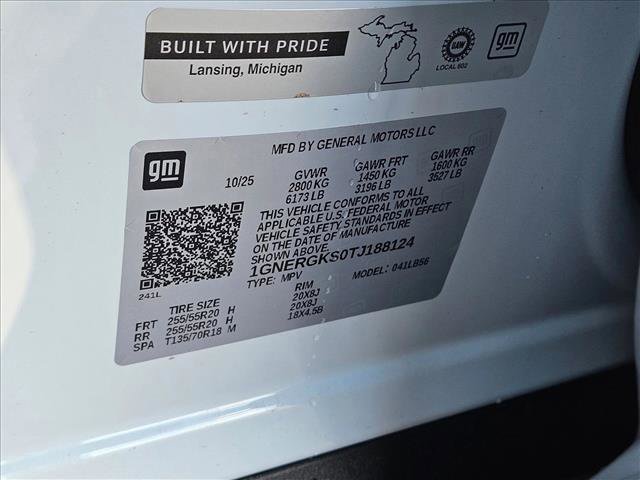 BUILT WITH PRIDE
Lansing, Michigan
UAW
LOCAL 602
gm
MFD BY GENERAL MOTORS LLC
gm
10/25 GVWR GAWR FRT GAWR RR
2800 KG 1450 KG 1600 KG
6173 LB 3196 LB 3527 LB
THIS VEHICLE CONFORMS TO ALL
APPLICABLE U.S. FEDERAL MOTOR
VEHICLE SAFETY STANDARDS IN EFFECT
ON THE DATE OF MANUFACTURE
SHOWN ABOVE.
1GNERGKS0TJ188124
TYPE: MPV MODEL: 041LB56
241L
TIRE SIZE RIM
FRT 255/55R20 H 20X8J
RR 255/55R20 H 20X8J
SPA T135/70R18 M 18X4.5B